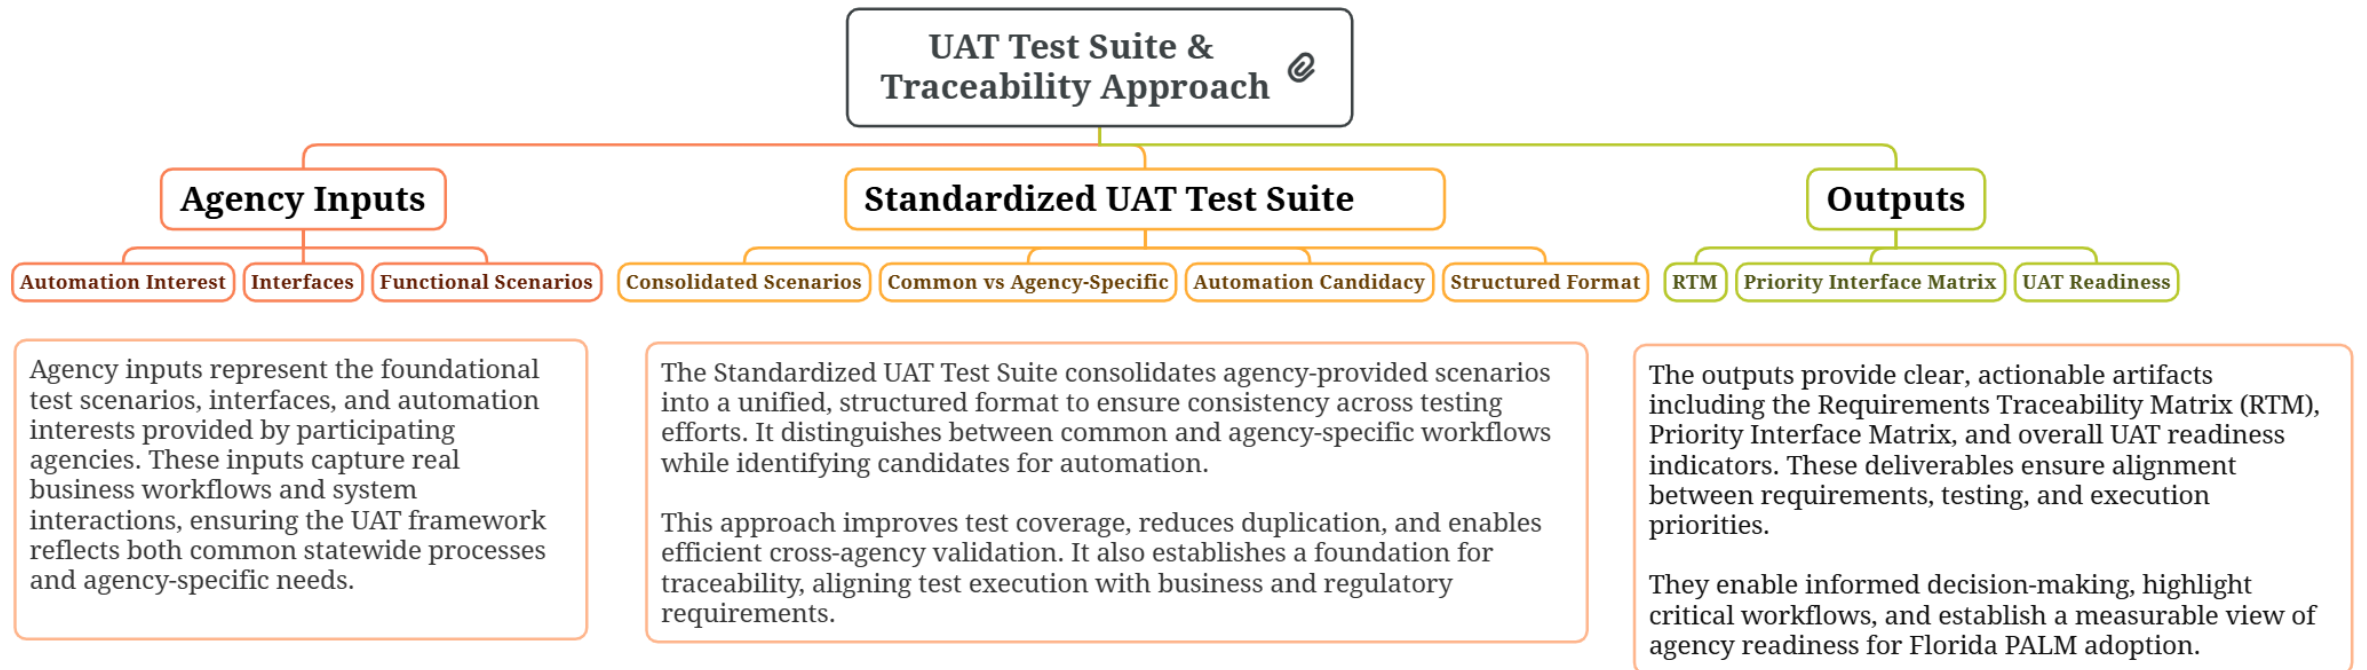 UAT Test Suite &
Traceability Approach
Agency Inputs
Standardized UAT Test Suite
Outputs
Automation Interest
Interfaces
Functional Scenarios
Consolidated Scenarios
Common vs Agency-Specific
Automation Candidacy
Structured Format
RTM
Priority Interface Matrix
UAT Readiness
Agency inputs represent the foundational
test scenarios, interfaces, and automation
interests provided by participating
agencies. These inputs capture real
business workflows and system
interactions, ensuring the UAT framework
reflects both common statewide processes
and agency-specific needs.
The Standardized UAT Test Suite consolidates agency-provided scenarios
into a unified, structured format to ensure consistency across testing
efforts. It distinguishes between common and agency-specific workflows
while identifying candidates for automation.
This approach improves test coverage, reduces duplication, and enables
efficient cross-agency validation. It also establishes a foundation for
traceability, aligning test execution with business and regulatory
requirements.
The outputs provide clear, actionable artifacts
including the Requirements Traceability Matrix (RTM),
Priority Interface Matrix, and overall UAT readiness
indicators. These deliverables ensure alignment
between requirements, testing, and execution
priorities.
They enable informed decision-making, highlight
critical workflows, and establish a measurable view of
agency readiness for Florida PALM adoption.